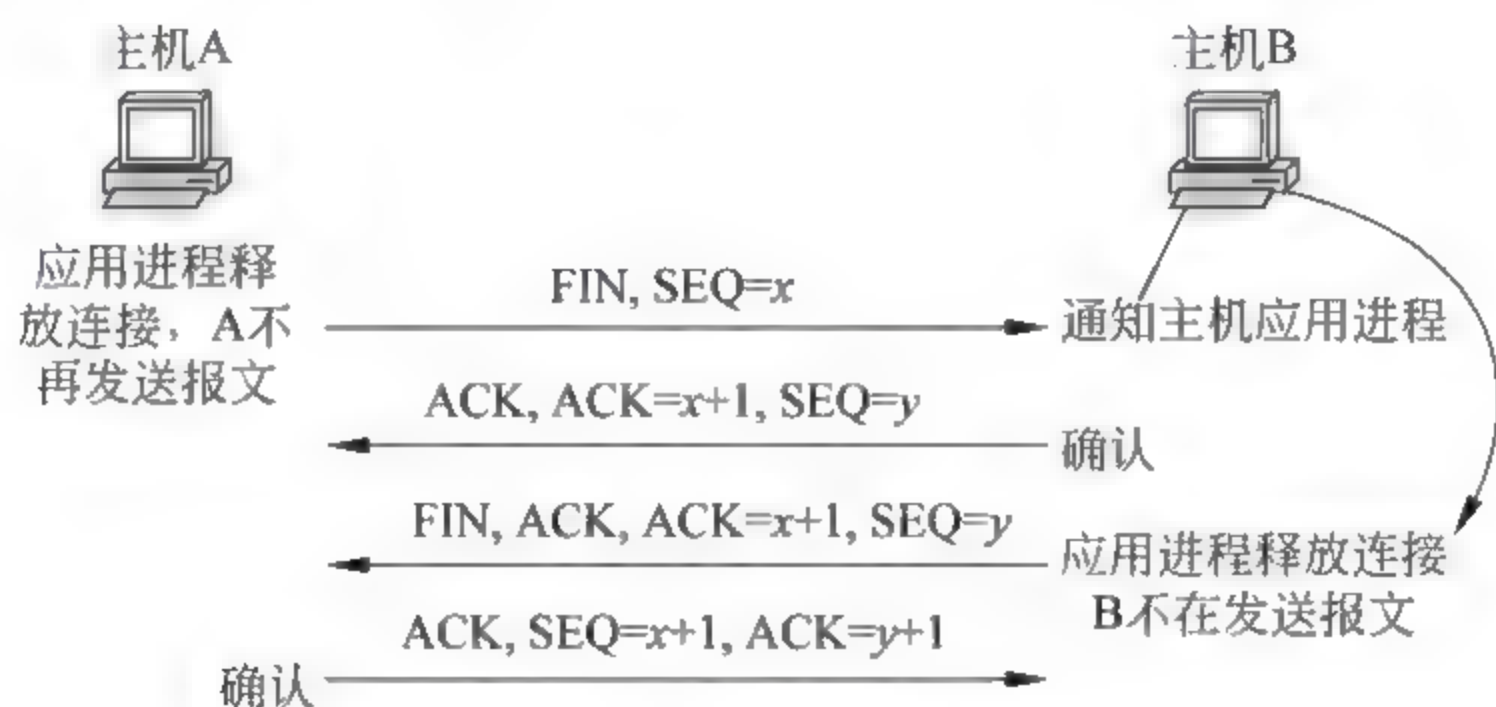 主机A
主机B
应用进程释
放连接，A不
再发送报文
FIN, SEQ=x
通知主机应用进程
ACK, ACK=x+1, SEQ=y
确认
FIN, ACK, ACK=x+1, SEQ=y
应用进程释放连接
B不在发送报文
ACK, SEQ=x+1, ACK=y+1
确认